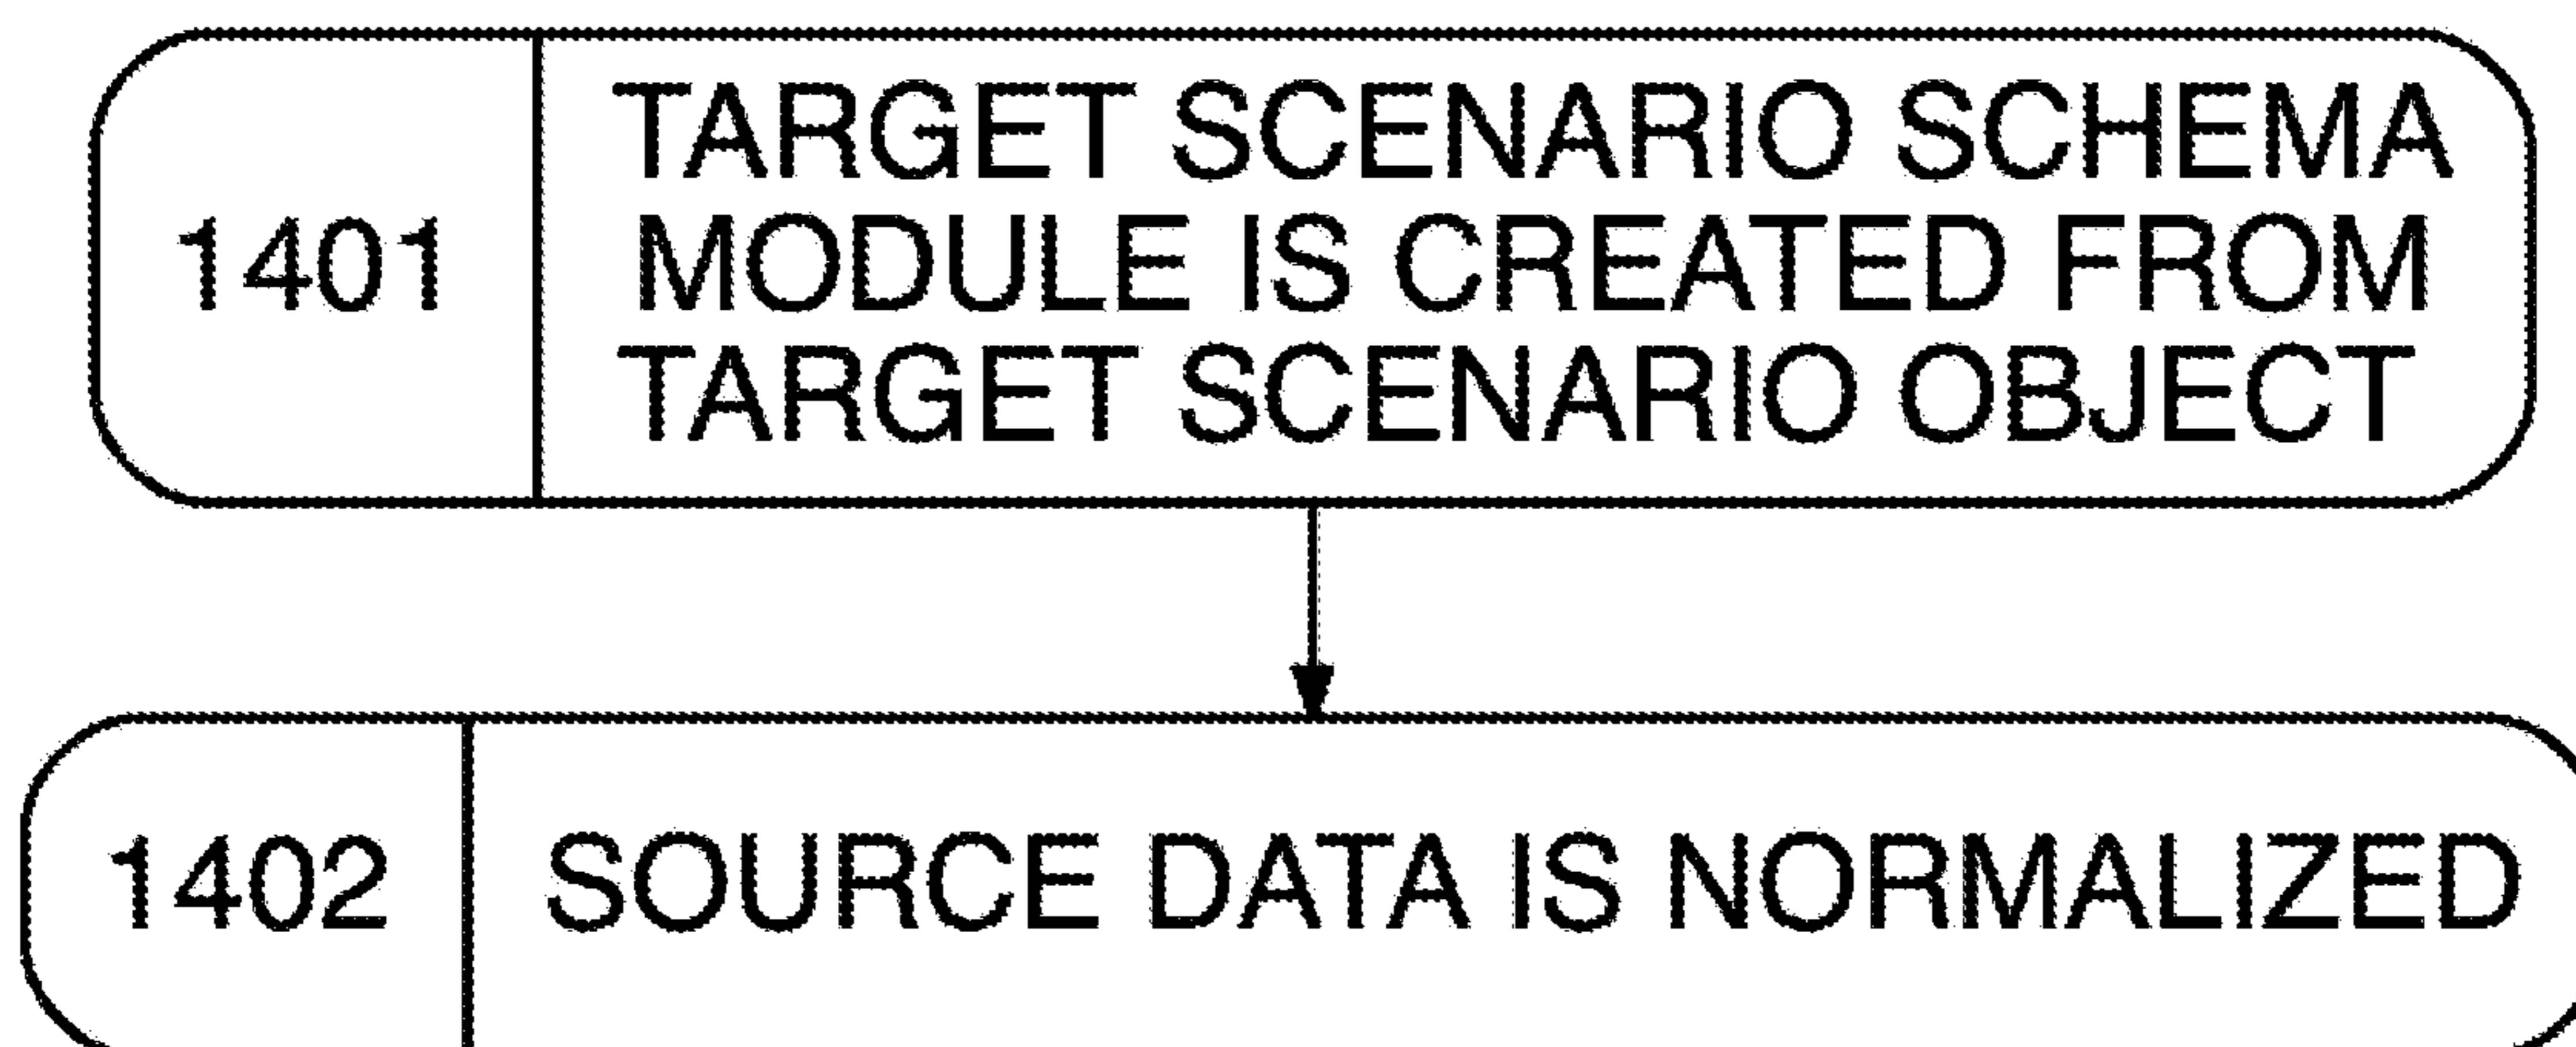 1401
TARGET SCENARIO SCHEMA
MODULE IS CREATED FROM
TARGET SCENARIO OBJECT
1402
SOURCE DATA IS NORMALIZED